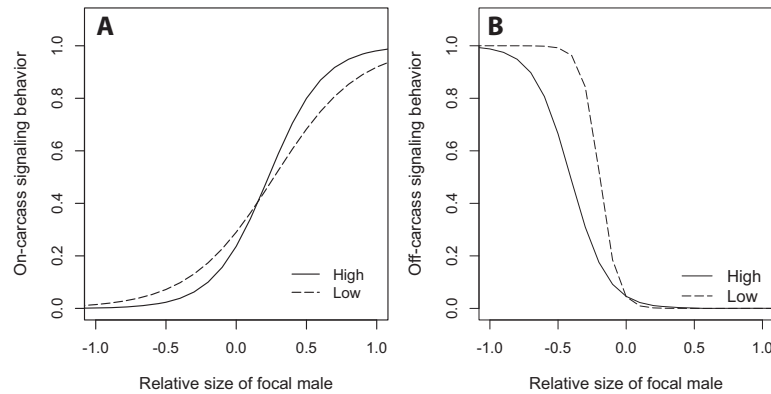 A
On-carcass signaling behavior
1.0
0.8
0.6
0.4
0.2
0.0
High
Low
-1.0 -0.5 0.0 0.5 1.0
Relative size of focal male
B
Off-carcass signaling behavior
1.0
0.8
0.6
0.4
0.2
0.0
High
Low
-1.0 -0.5 0.0 0.5 1.0
Relative size of focal male